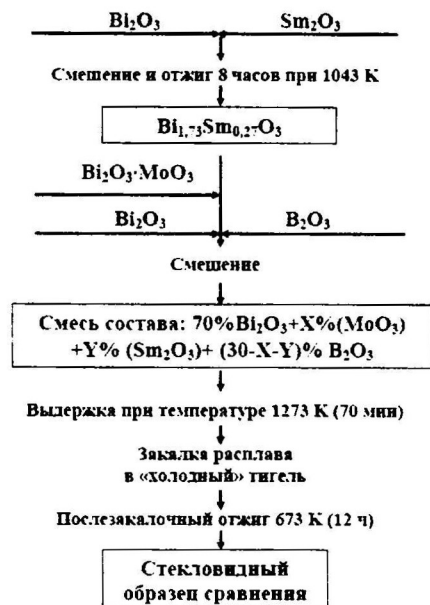 Bi₂O₃ Sm₂O₃
Смешение и отжиг 8 часов при 1043 К
Bi₁,₇₃Sm₀,₂₇O₃
Bi₂O₃·MoO₃
Bi₂O₃ B₂O₃
Смешение
Смесь состава: 70%Bi₂O₃+X%(MoO₃)
+Y% (Sm₂O₃)+ (30-X-Y)% B₂O₃
Выдержка при температуре 1273 К (70 мин)
Закалка расплава
в «холодный» тигель
Послезакалочный отжиг 673 К (12 ч)
Стекловидный
образец сравнения